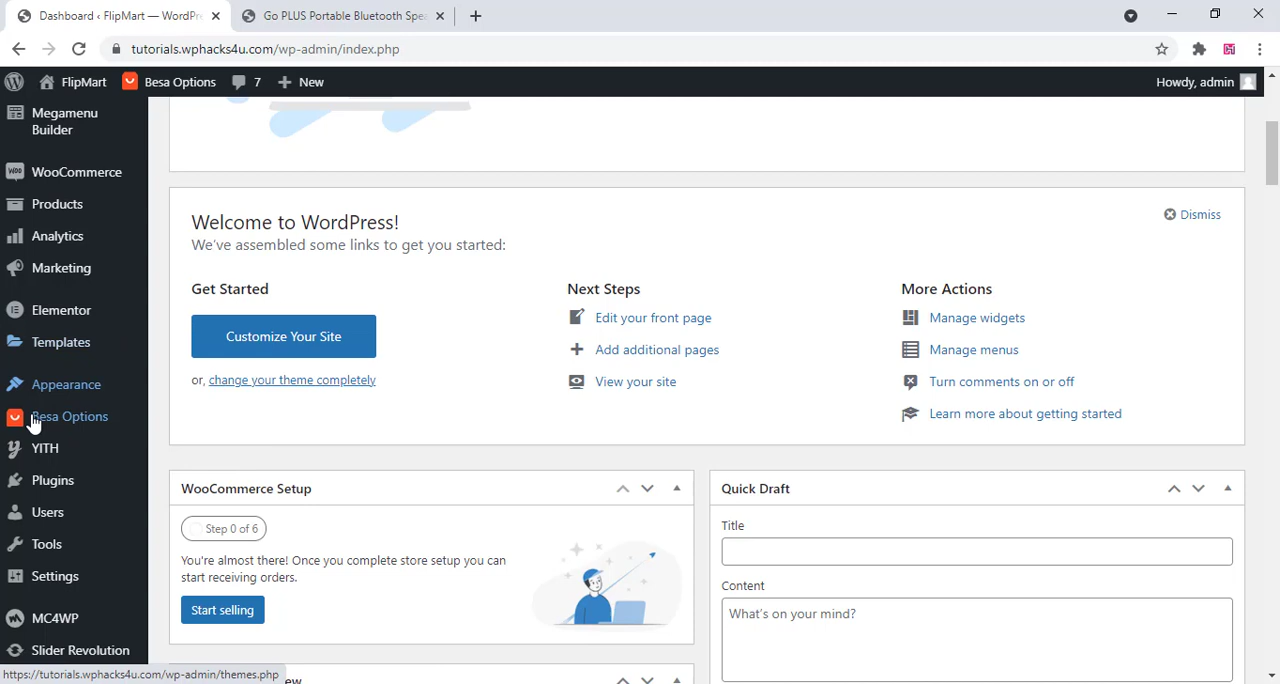 Dashboard ‹ FlipMart — WordPr
Go PLUS Portable Bluetooth Spea
tutorials.wphacks4u.com/wp-admin/index.php
FlipMart
Besa Options
7
New
Howdy, admin
Megamenu
Builder
WooCommerce
Products
Analytics
Marketing
Elementor
Templates
Appearance
Besa Options
YITH
Plugins
Users
Tools
Settings
MC4WP
Slider Revolution
Welcome to WordPress!
Dismiss
We've assembled some links to get you started:
Get Started
Customize Your Site
or, change your theme completely
Next Steps
Edit your front page
Add additional pages
View your site
More Actions
Manage widgets
Manage menus
Turn comments on or off
Learn more about getting started
WooCommerce Setup
Step 0 of 6
You're almost there! Once you complete store setup you can
start receiving orders.
Start selling
Quick Draft
Title
Content
What's on your mind?
https://tutorials.wphacks4u.com/wp-admin/themes.php